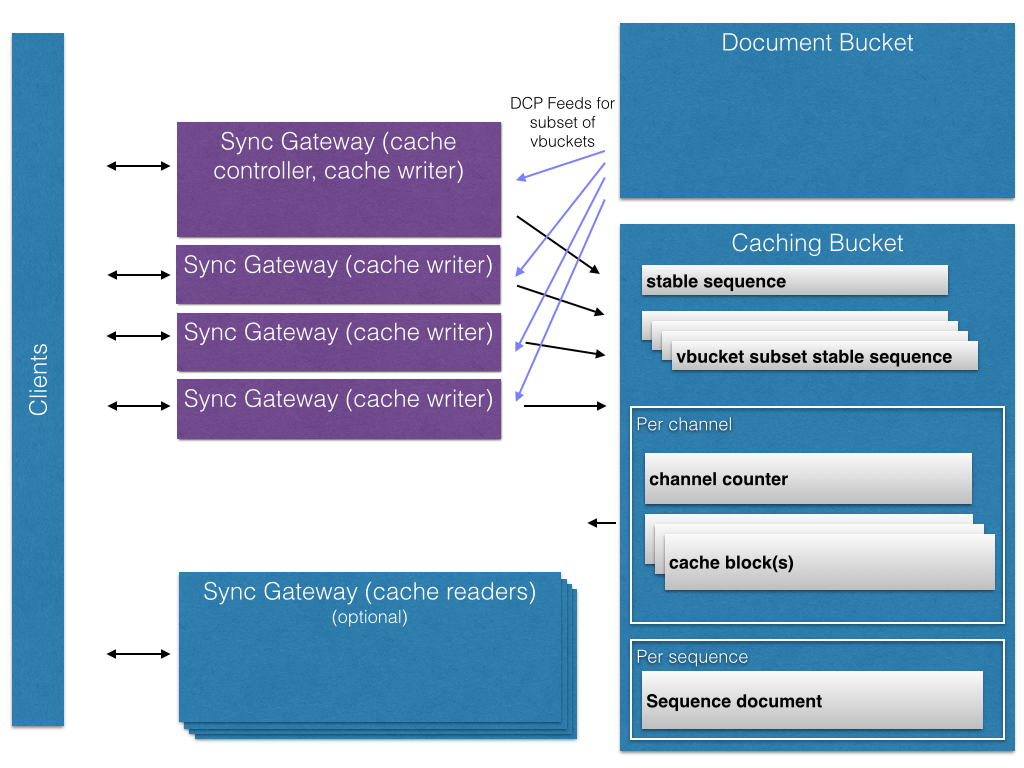 Clients
Sync Gateway (cache
controller, cache writer)
Sync Gateway (cache writer)
Sync Gateway (cache writer)
Sync Gateway (cache writer)
Sync Gateway (cache readers)
(optional)
DCP Feeds for
subset of
vbuckets
Document Bucket
Caching Bucket
stable sequence
vbucket subset stable sequence
Per channel
channel counter
cache block(s)
Per sequence
Sequence document